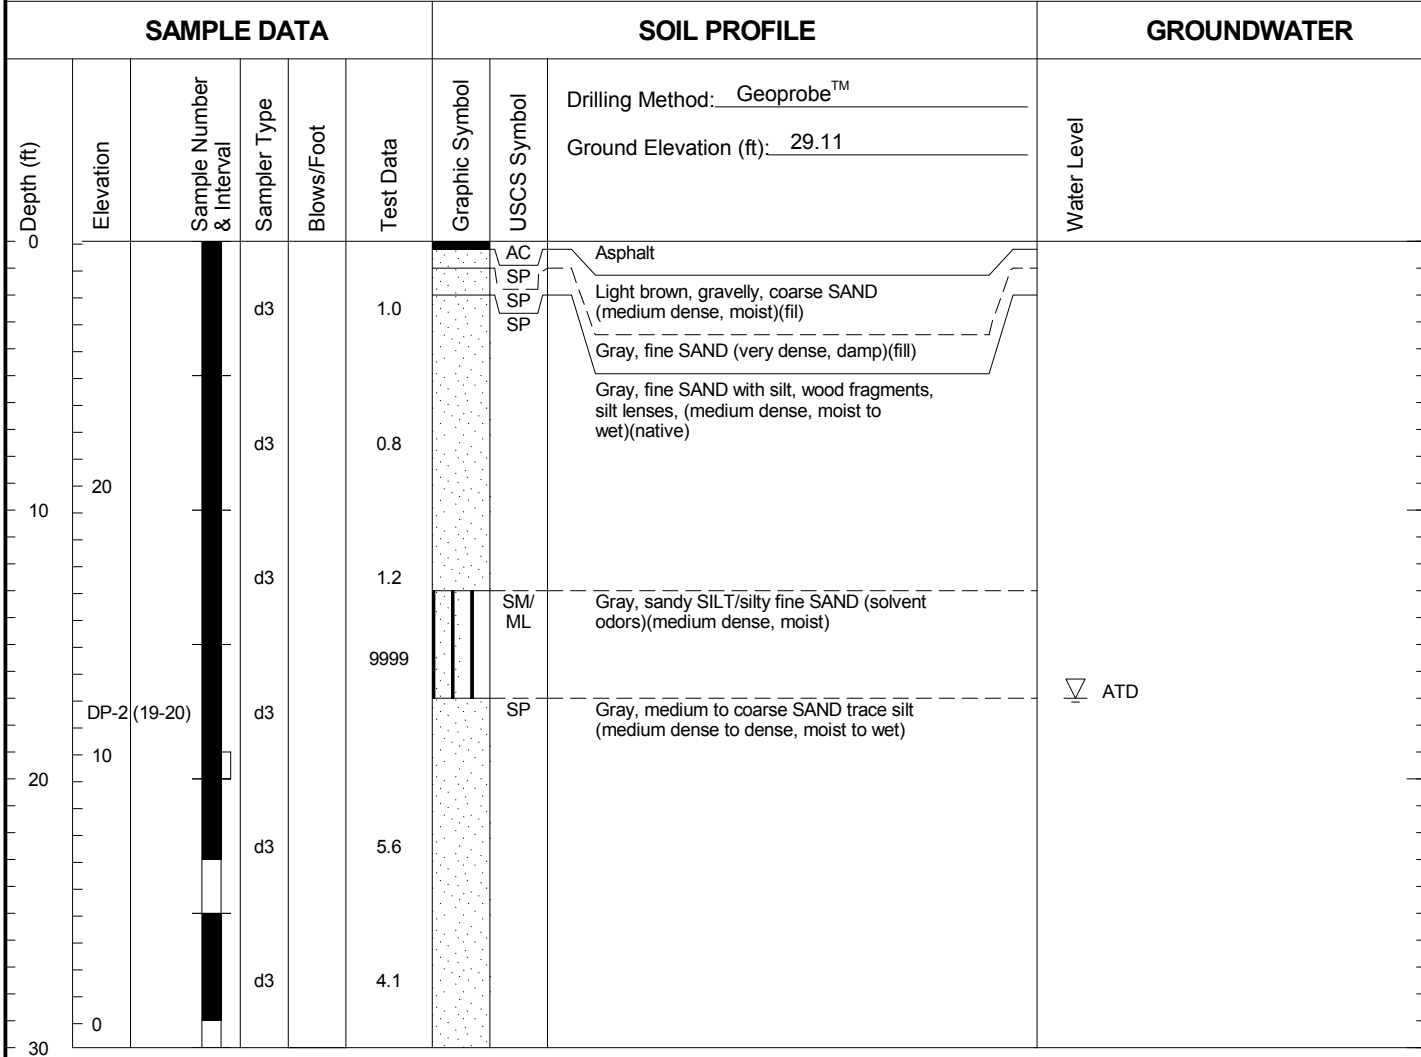 SAMPLE DATA
SOIL PROFILE
GROUNDWATER
Depth (ft)
Elevation
Sample Number
& Interval
Sampler Type
Blows/Foot
Test Data
Graphic Symbol
USCS Symbol
Drilling Method: Geoprobe™
Ground Elevation (ft): 29.11
Water Level
0
AC
Asphalt
SP
Light brown, gravelly, coarse SAND
(medium dense, moist)(fil)
SP
d3
1.0
SP
Gray, fine SAND (very dense, damp)(fill)
Gray, fine SAND with silt, wood fragments,
silt lenses, (medium dense, moist to
wet)(native)
d3
0.8
20
10
d3
1.2
SM/
ML
Gray, sandy SILT/silty fine SAND (solvent
odors)(medium dense, moist)
9999
ATD
DP-2 (19-20)
d3
SP
Gray, medium to coarse SAND trace silt
(medium dense to dense, moist to wet)
10
20
d3
5.6
d3
4.1
0
30